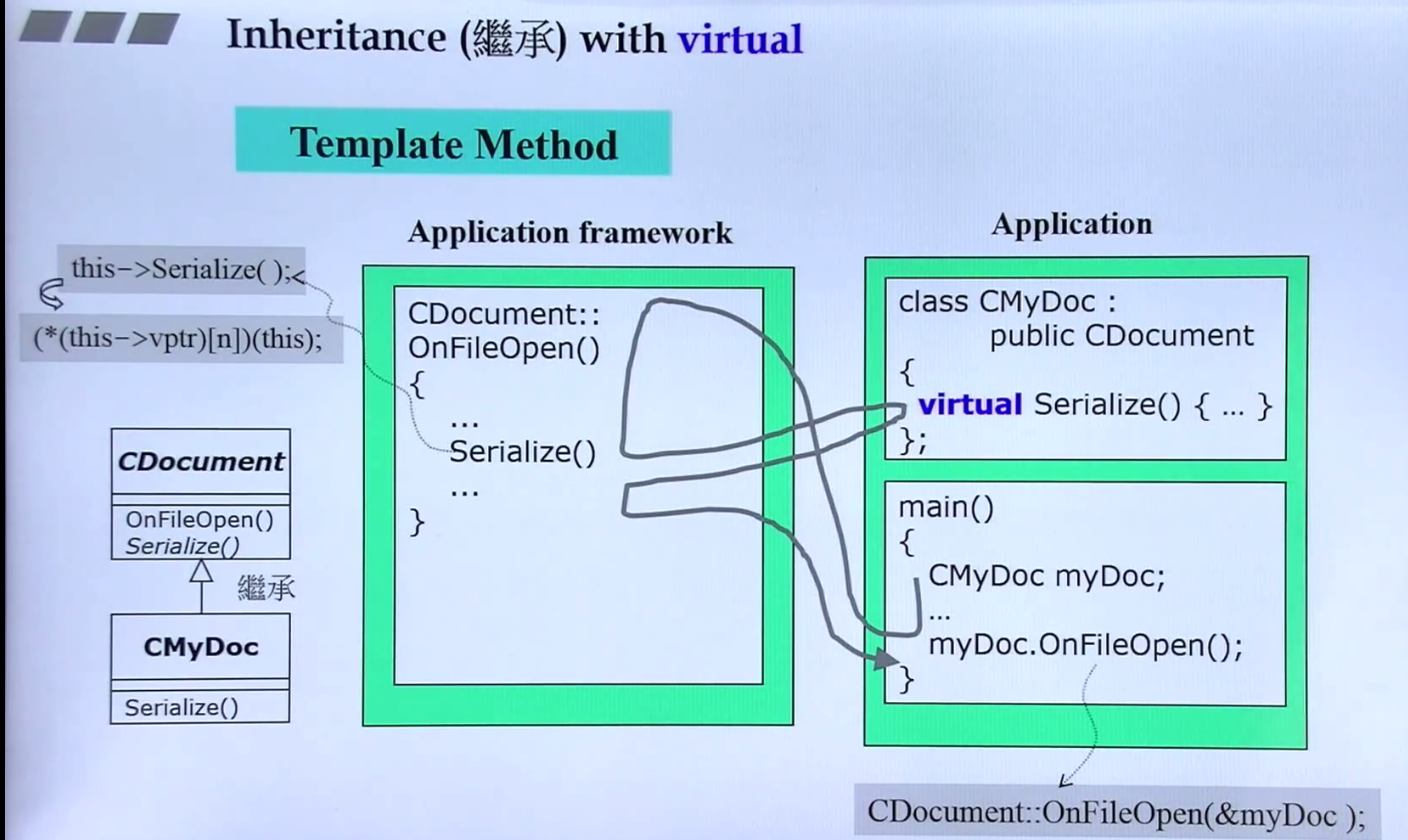 Inheritance (繼承) with virtual
Template Method
Application framework
Application
this−>Serialize( );
(*(this−>vptr)[n])(this);
CDocument::
OnFileOpen()
{
...
Serialize()
...
}
class CMyDoc :
public CDocument
{
virtual Serialize() { ... }
};
main()
{
CMyDoc myDoc;
...
myDoc.OnFileOpen();
}
CDocument::OnFileOpen(&myDoc );
CDocument
OnFileOpen()
Serialize()
繼承
CMyDoc
Serialize()